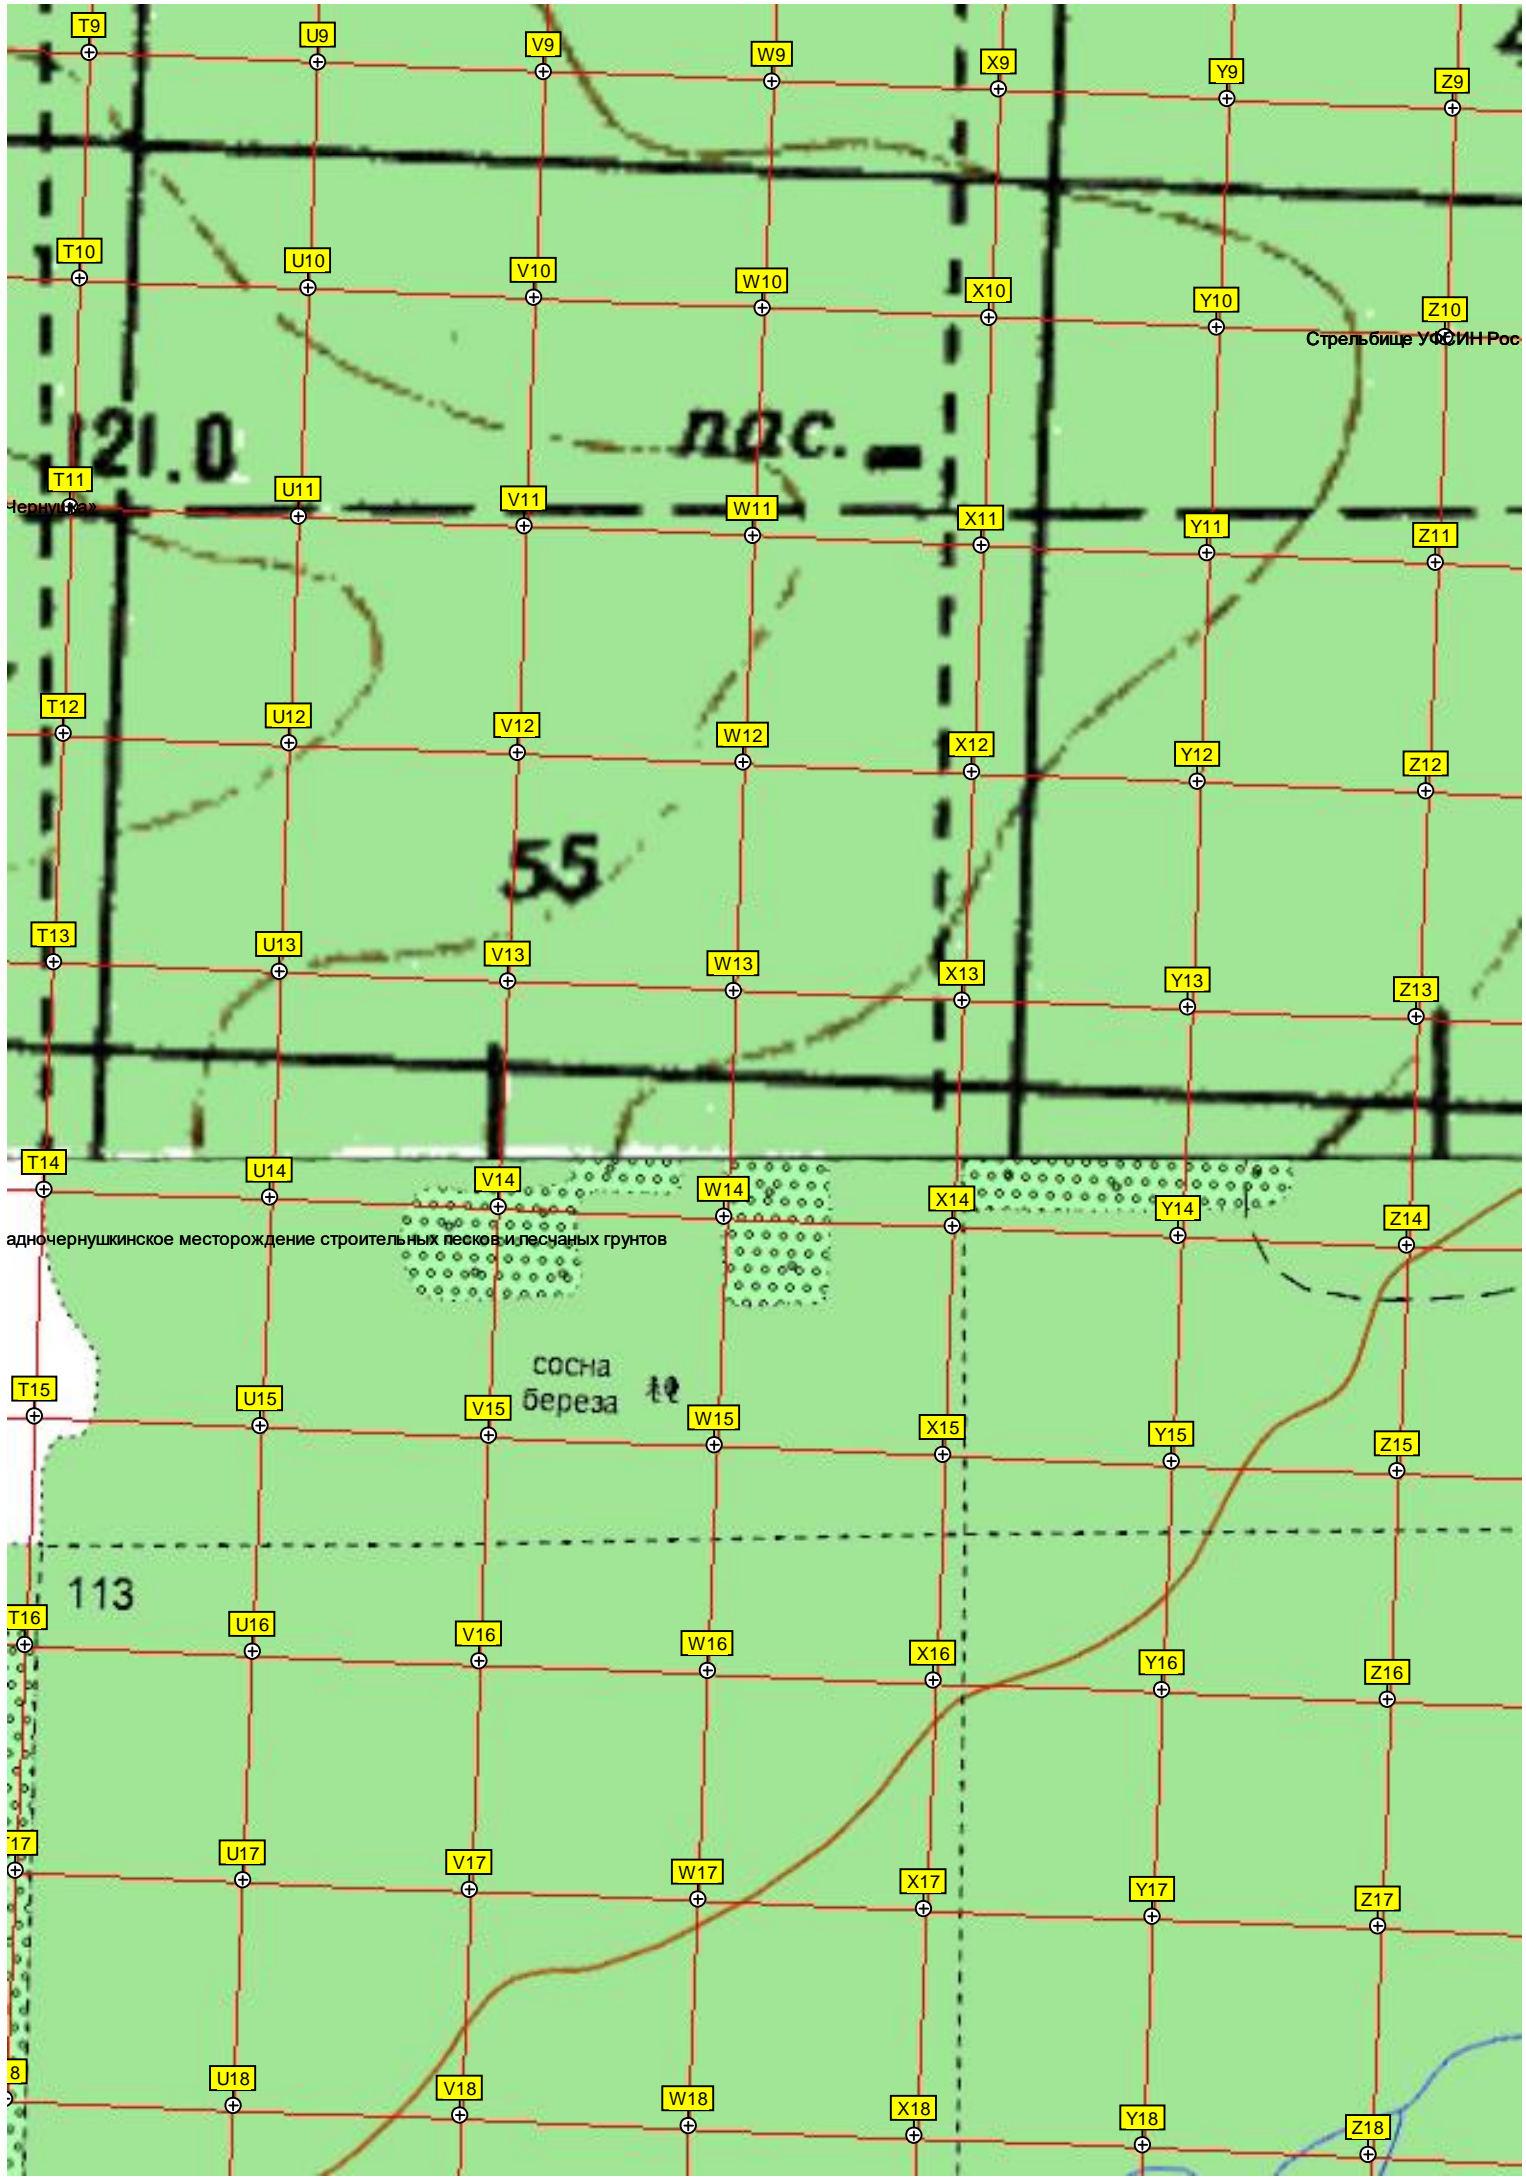 T9 U9 V9 W9 X9 Y9 Z9
T10 U10 V10 W10 X10 Y10 Z10
Стрельбище УФСИН Рос
21.0 пас.
T11 U11 V11 W11 X11 Y11 Z11
Чернушка»
T12 U12 V12 W12 X12 Y12 Z12
55
T13 U13 V13 W13 X13 Y13 Z13
T14 U14 V14 W14 X14 Y14 Z14
адночернушкинское месторождение строительных песков и песчаных грунтов
сосна
береза
T15 U15 V15 W15 X15 Y15 Z15
113
T16 U16 V16 W16 X16 Y16 Z16
T17 U17 V17 W17 X17 Y17 Z17
8 U18 V18 W18 X18 Y18 Z18